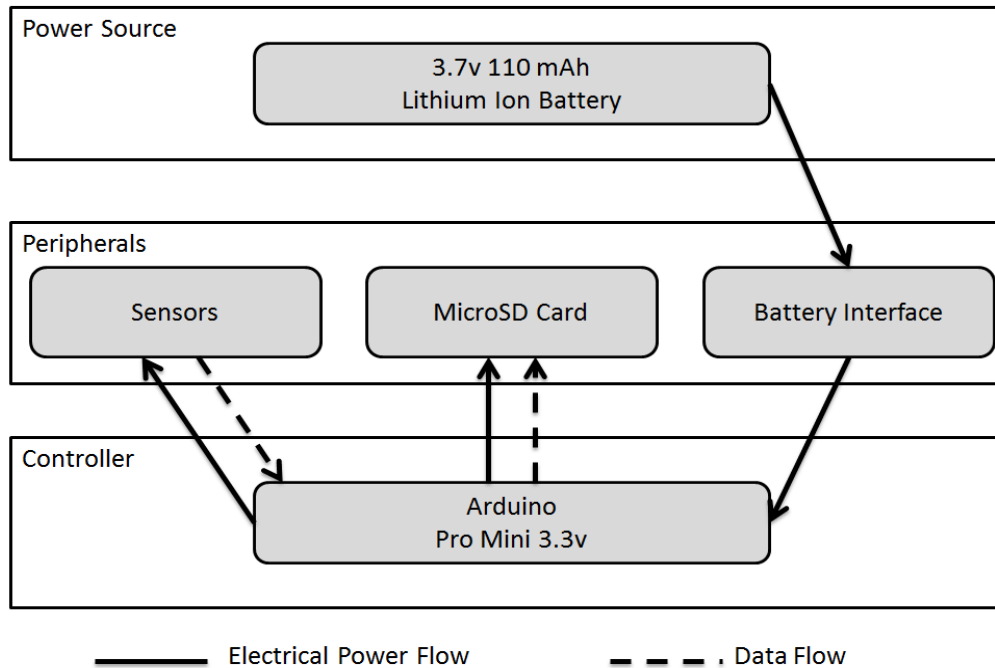 Power Source
3.7v 110 mAh
Lithium Ion Battery
Peripherals
Sensors
MicroSD Card
Battery Interface
Controller
Arduino
Pro Mini 3.3v
Electrical Power Flow
Data Flow